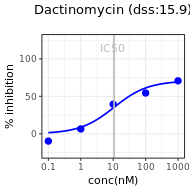 Dactinomycin (dss:15.9)
IC50
% inhibition
100
50
0
0.1 1 10 100 1000
conc(nM)